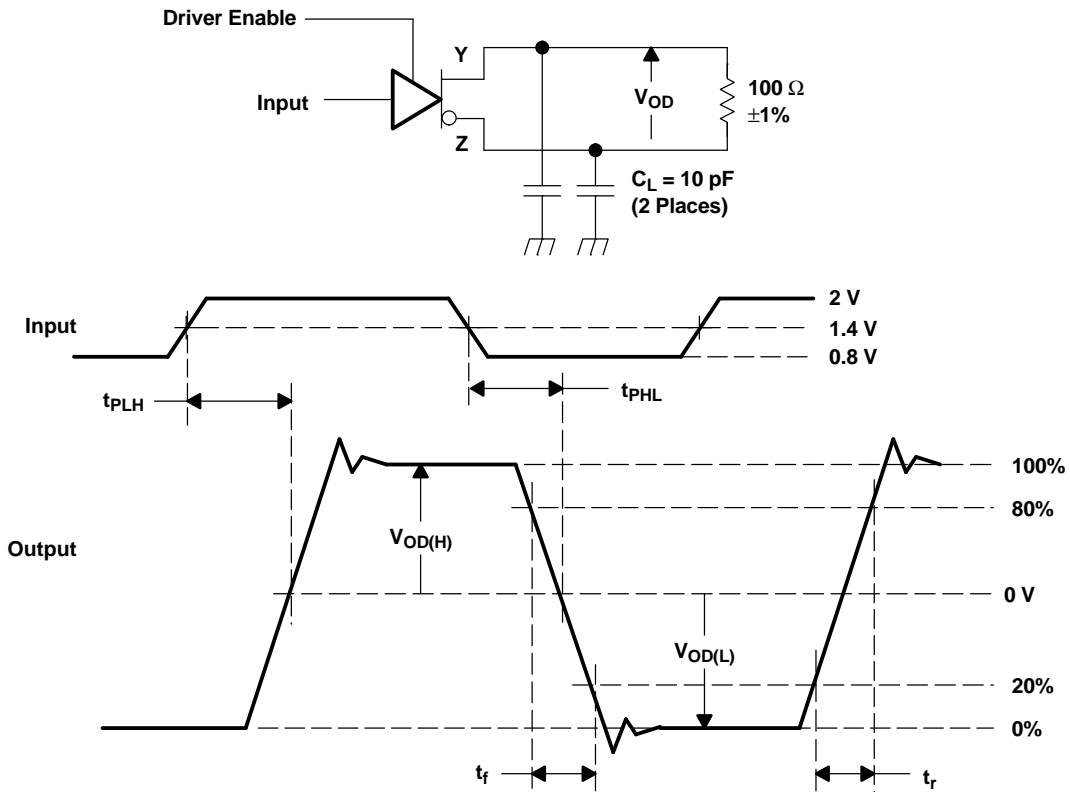 Driver Enable
Y
Input
Z
V_OD
100 Ω
±1%
C_L = 10 pF
(2 Places)
Input
2 V
1.4 V
0.8 V
t_PLH
t_PHL
Output
100%
80%
V_OD(H)
0 V
V_OD(L)
20%
0%
t_f
t_r